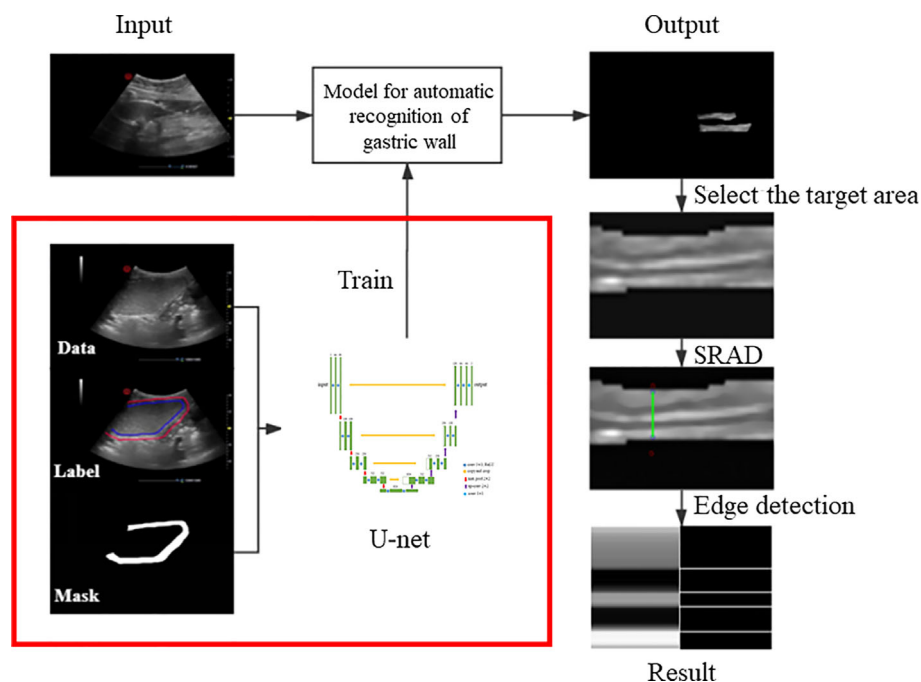 Input
Output
Model for automatic
recognition of
gastric wall
Select the target area
Train
Data
SRAD
Label
Edge detection
U-net
Mask
Result